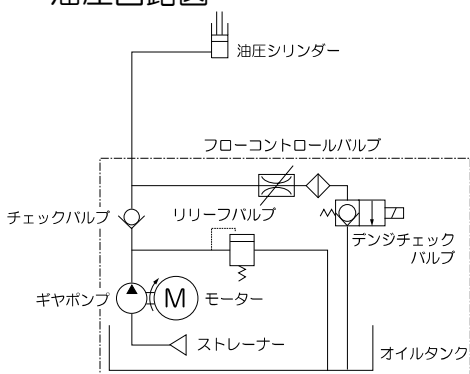 油圧回路図
油圧シリンダー
フローコントロールバルブ
チェックバルブ
リリーフバルブ
デンジチェック
バルブ
ギヤポンプ
M
モーター
ストレーナー
オイルタンク